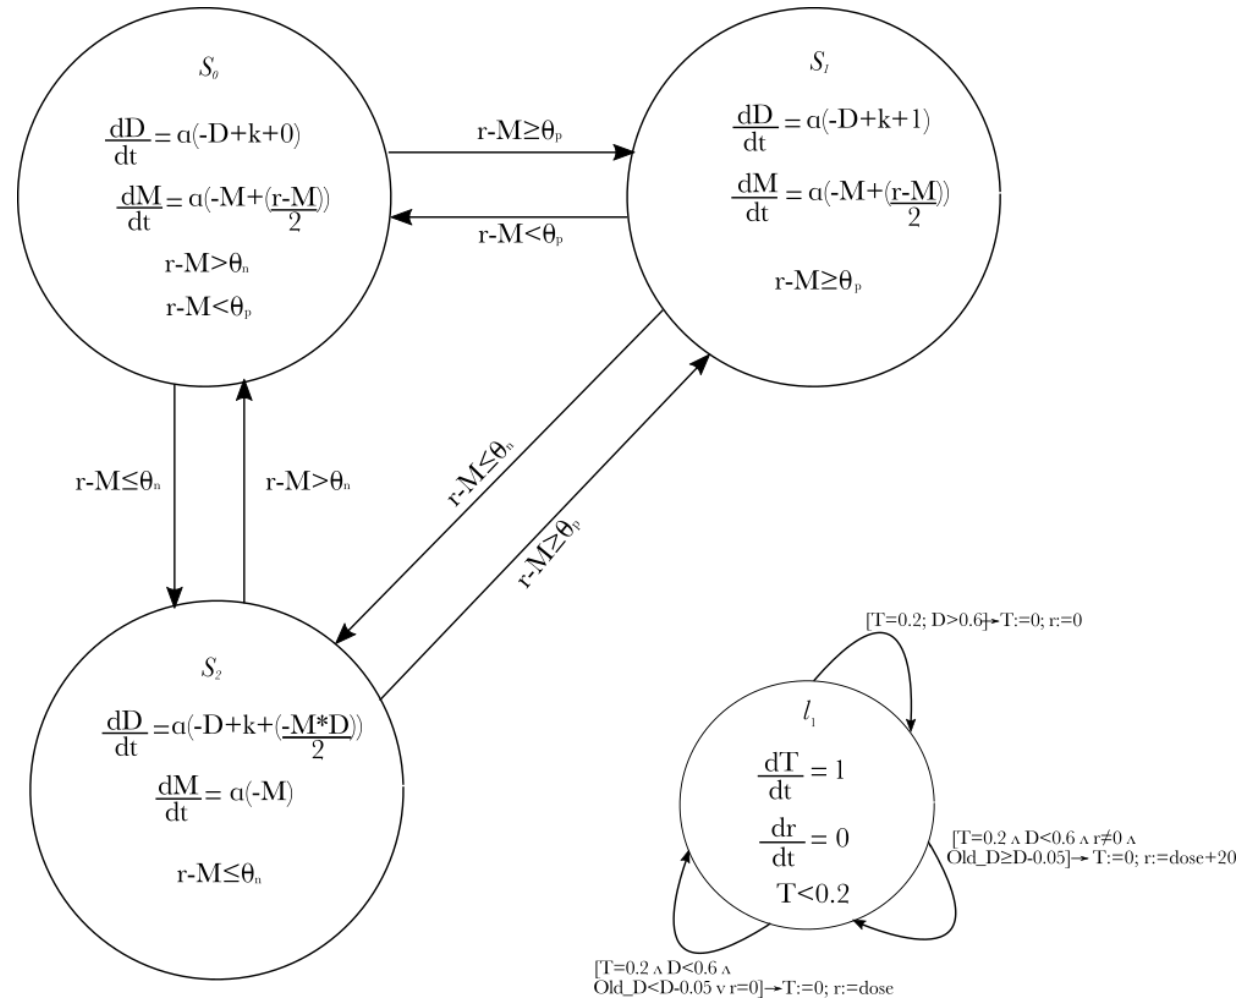 S₀
dD/dt = α(-D+k+0)
dM/dt = α(-M+(r-M/2))
r-M>θₙ
r-M<θₚ
r-M≥θₚ
r-M<θₚ
S₁
dD/dt = α(-D+k+1)
dM/dt = α(-M+(r-M/2))
r-M≥θₚ
r-M≤θₙ
r-M>θₙ
r-M≤θₙ
r-M≥θₚ
S₂
dD/dt = α(-D+k+(-M*D/2))
dM/dt = α(-M)
r-M≤θₙ
[T=0.2; D>0.6]→T:=0; r:=0
l₁
dT/dt = 1
dr/dt = 0
T<0.2
[T=0.2 ∧ D<0.6 ∧ r≠0 ∧
Old_D≥D-0.05]→ T:=0; r:=dose+20
[T=0.2 ∧ D<0.6 ∧
Old_D<D-0.05 ∨ r=0]→T:=0; r:=dose